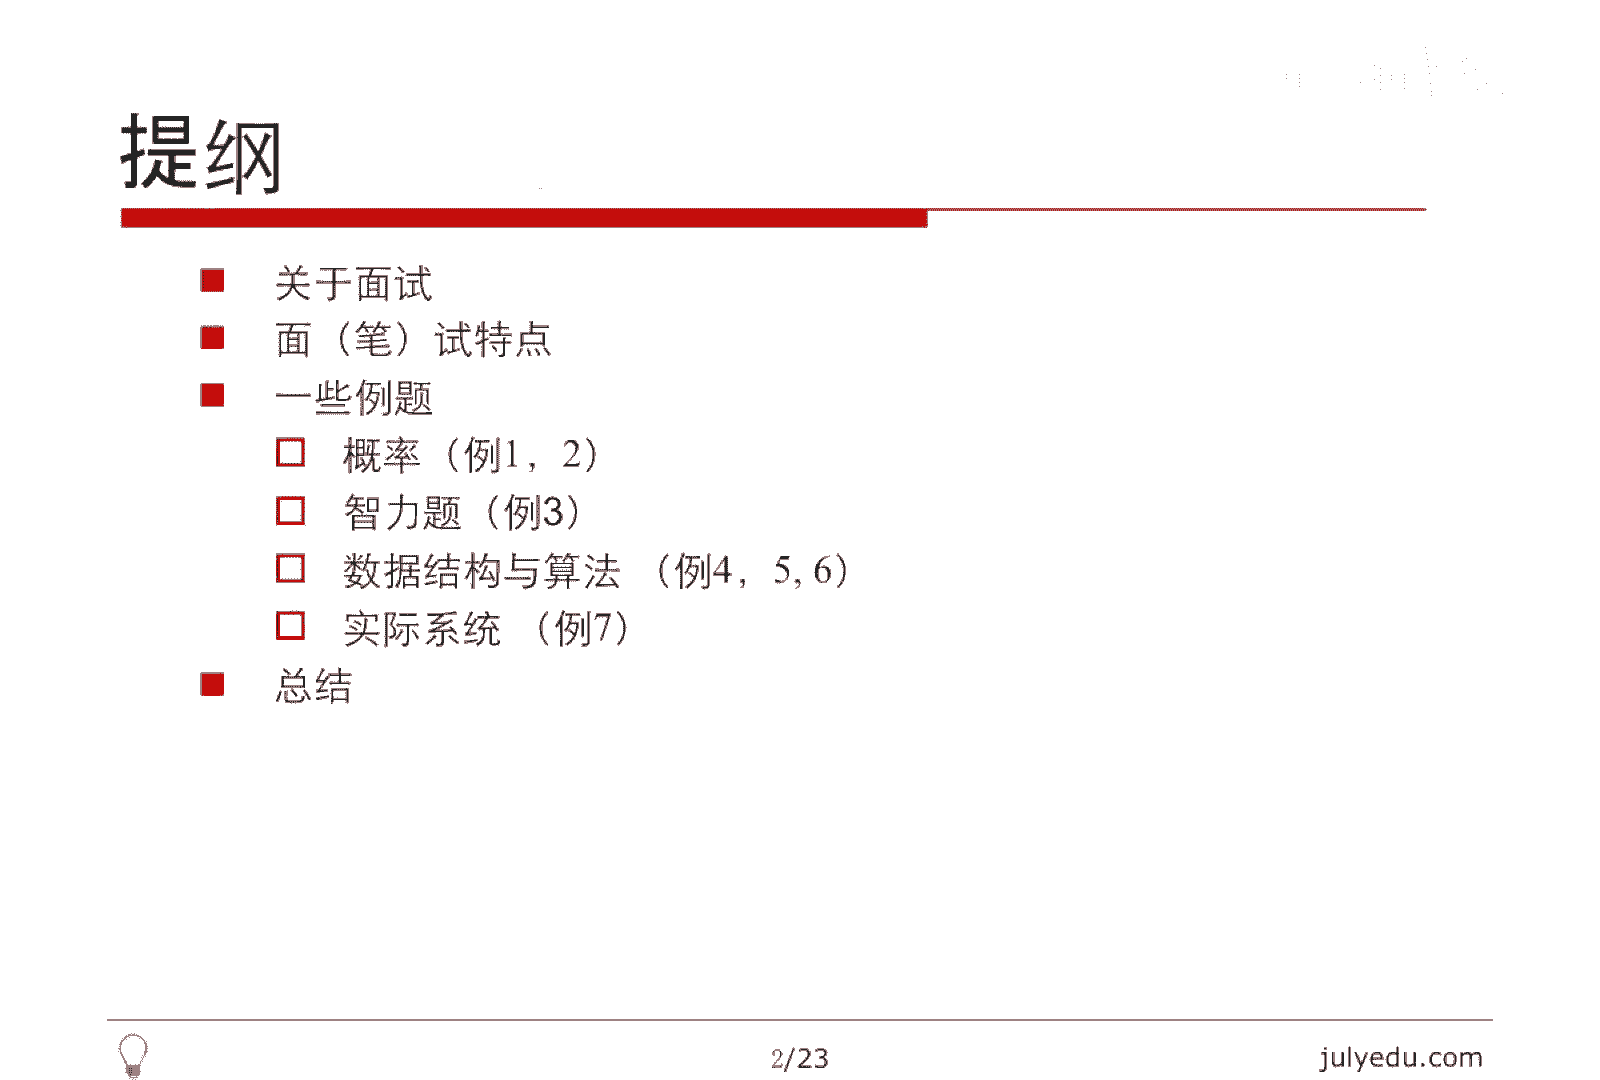 提纲
关于面试
面（笔）试特点
一些例题
概率（例1，2）
智力题（例3）
数据结构与算法 （例4，5, 6）
实际系统 （例7）
总结
2/23
julyedu.com